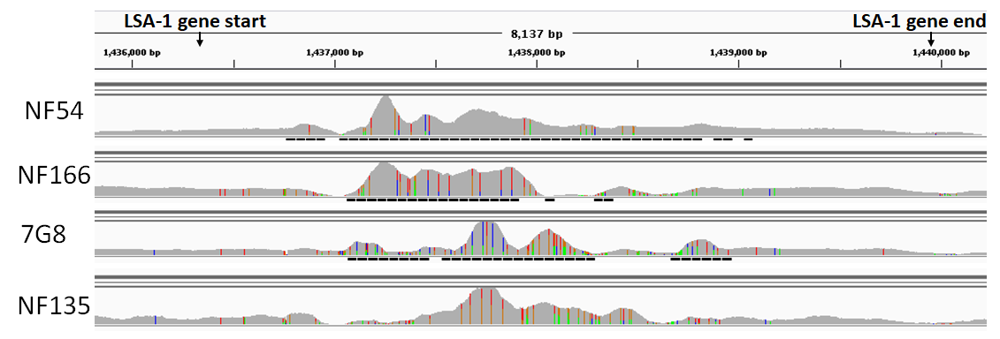 LSA-1 gene start LSA-1 gene end
8,137 bp
1,436,000 bp 1,437,000 bp 1,438,000 bp 1,439,000 bp 1,440,000 bp
NF54
NF166
7G8
NF135